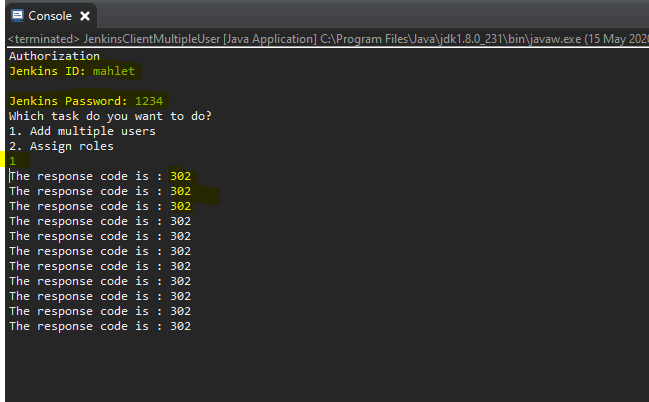 Console
<terminated> JenkinsClientMultipleUser [Java Application] C:\Program Files\Java\jdk1.8.0_231\bin\javaw.exe (15 May 2020
Authorization
Jenkins ID: mahlet
Jenkins Password: 1234
Which task do you want to do?
1. Add multiple users
2. Assign roles
1
The response code is : 302
The response code is : 302
The response code is : 302
The response code is : 302
The response code is : 302
The response code is : 302
The response code is : 302
The response code is : 302
The response code is : 302
The response code is : 302
The response code is : 302